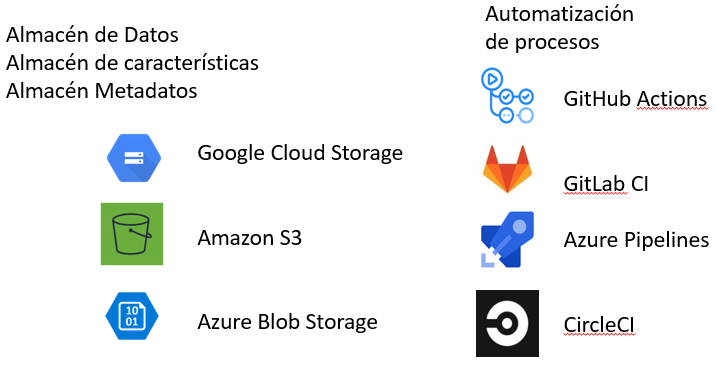 Almacén de Datos
Almacén de características
Almacén Metadatos
Google Cloud Storage
Amazon S3
10
01
Azure Blob Storage
Automatización
de procesos
GitHub Actions
GitLab CI
Azure Pipelines
CircleCI